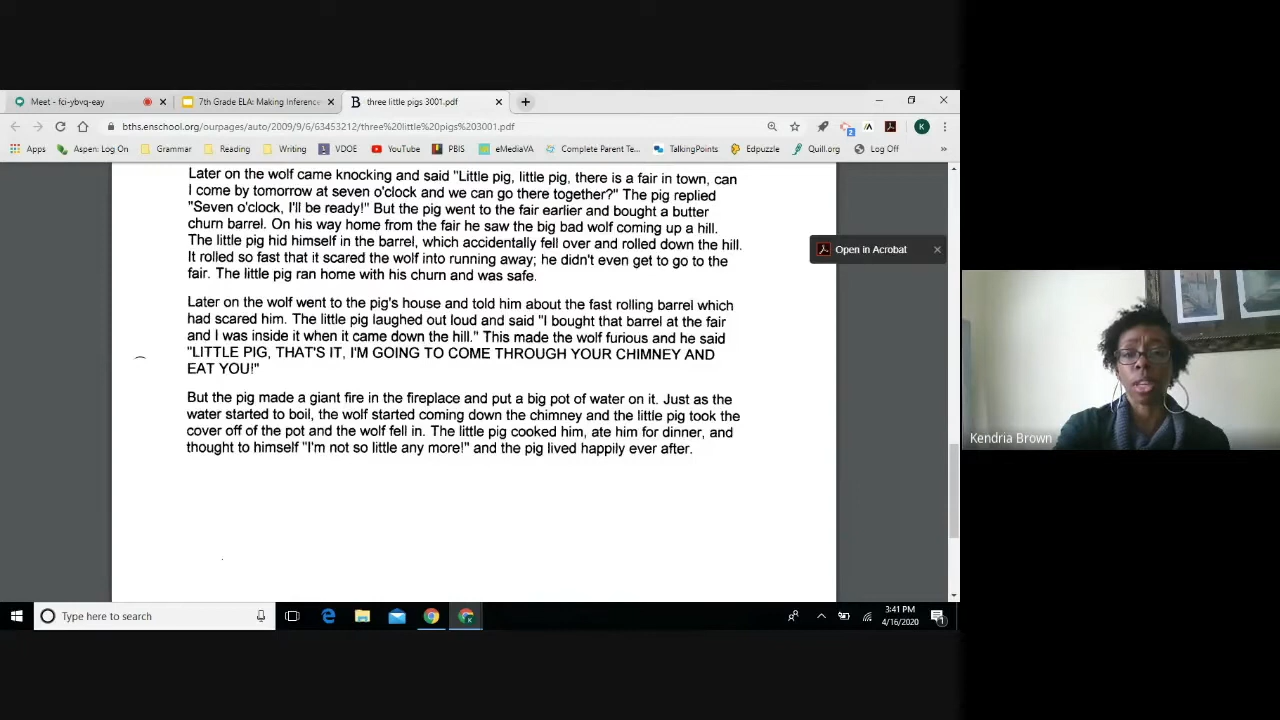 Meet - fci-ybvq-eay
7th Grade ELA: Making Inference
three little pigs 3001.pdf
bths.enschool.org/ourpages/auto/2009/9/6/63453212/three%20little%20pigs%203001.pdf
Apps Aspen: Log On Grammar Reading Writing VDOE YouTube PBIS eMediaVA Complete Parent Te... TalkingPoints Edpuzzle Quill.org Log Off »
Later on the wolf came knocking and said "Little pig, little pig, there is a fair in town, can
I come by tomorrow at seven o'clock and we can go there together?" The pig replied
"Seven o'clock, I'll be ready!" But the pig went to the fair earlier and bought a butter
churn barrel. On his way home from the fair he saw the big bad wolf coming up a hill.
The little pig hid himself in the barrel, which accidentally fell over and rolled down the hill.
It rolled so fast that it scared the wolf into running away; he didn't even get to go to the
fair. The little pig ran home with his churn and was safe.
Later on the wolf went to the pig's house and told him about the fast rolling barrel which
had scared him. The little pig laughed out loud and said "I bought that barrel at the fair
and I was inside it when it came down the hill." This made the wolf furious and he said
"LITTLE PIG, THAT'S IT, I'M GOING TO COME THROUGH YOUR CHIMNEY AND
EAT YOU!"
But the pig made a giant fire in the fireplace and put a big pot of water on it. Just as the
water started to boil, the wolf started coming down the chimney and the little pig took the
cover off of the pot and the wolf fell in. The little pig cooked him, ate him for dinner, and
thought to himself "I'm not so little any more!" and the pig lived happily ever after.
Open in Acrobat
Kendria Brown
Type here to search
3:41 PM
4/16/2020